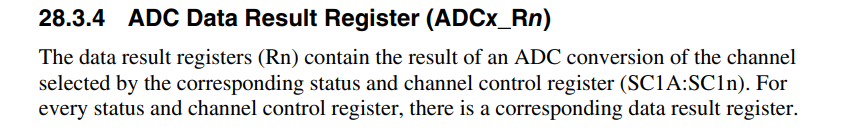 28.3.4 ADC Data Result Register (ADCx_Rn)
The data result registers (Rn) contain the result of an ADC conversion of the channel
selected by the corresponding status and channel control register (SC1A:SC1n). For
every status and channel control register, there is a corresponding data result register.